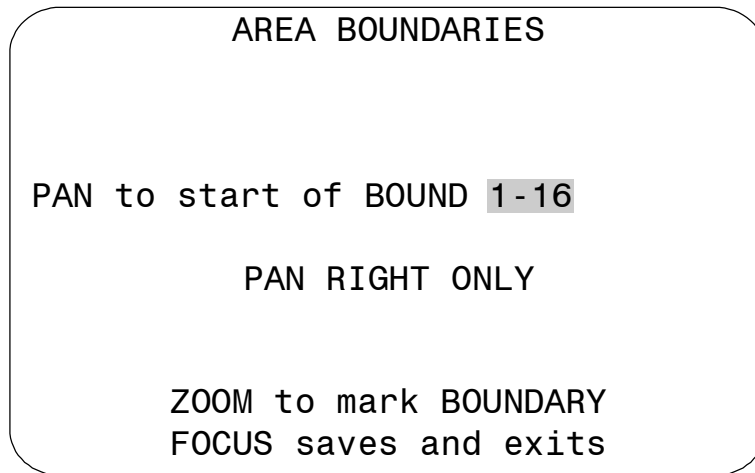 AREA BOUNDARIES
PAN to start of BOUND 1-16
PAN RIGHT ONLY
ZOOM to mark BOUNDARY
FOCUS saves and exits